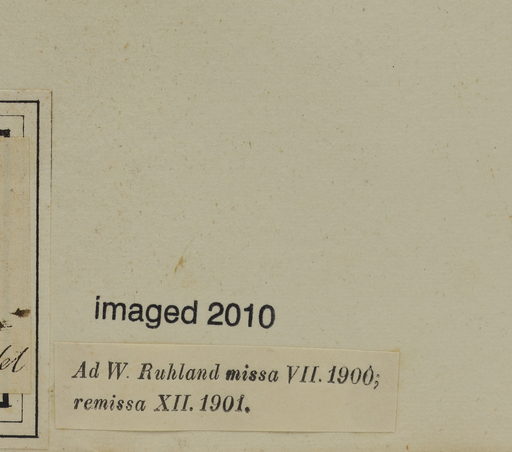 imaged 2010
Ad W. Ruhland missa VII. 1900;
remissa XII. 1901.